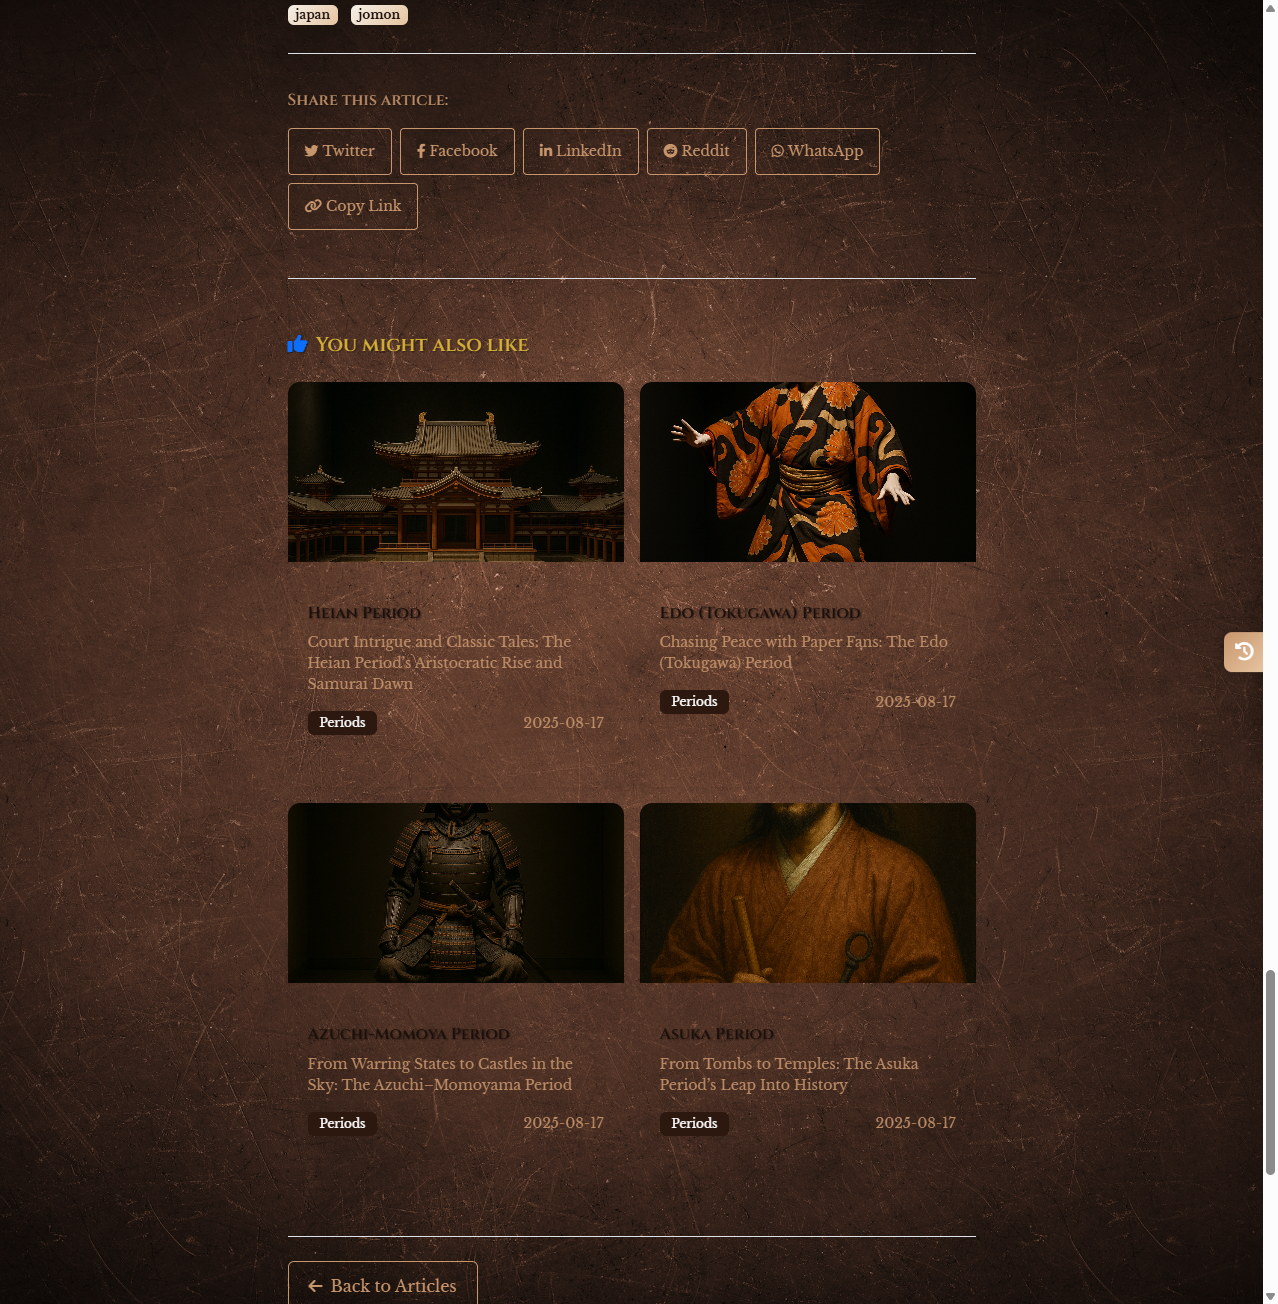 japan jomon
Share this article:
Twitter Facebook LinkedIn Reddit WhatsApp
Copy Link
You might also like
Heian Period
Court Intrigue and Classic Tales: The
Heian Period's Aristocratic Rise and
Samurai Dawn
Periods 2025-08-17
Edo (Tokugawa) Period
Chasing Peace with Paper Fans: The Edo
(Tokugawa) Period
Periods 2025-08-17
Azuchi-Momoya Period
From Warring States to Castles in the
Sky: The Azuchi–Momoyama Period
Periods 2025-08-17
Asuka Period
From Tombs to Temples: The Asuka
Period's Leap Into History
Periods 2025-08-17
Back to Articles